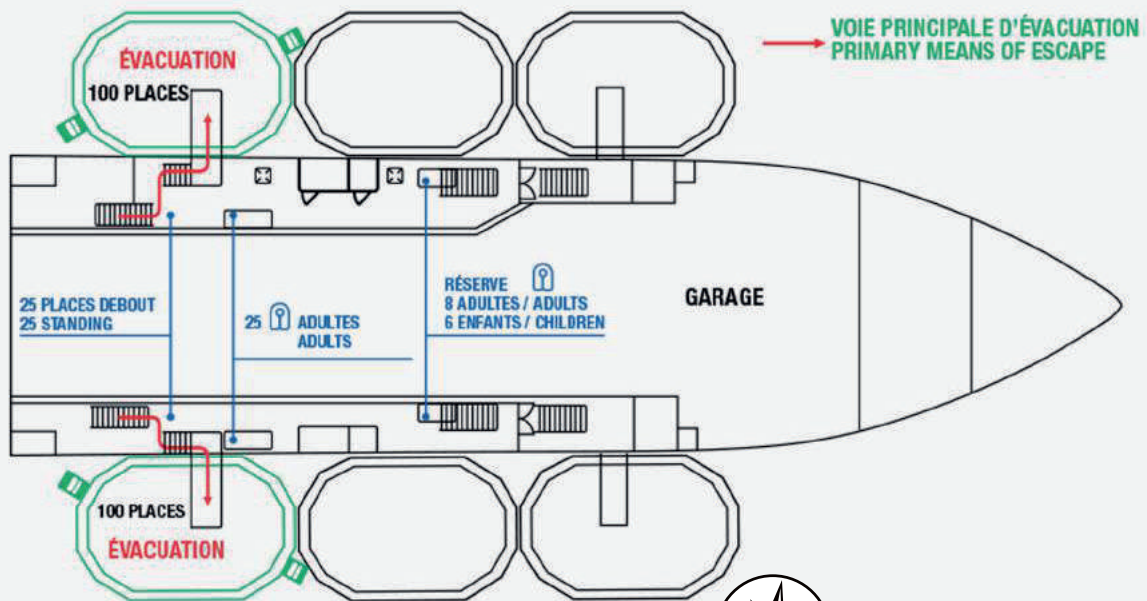 VOIE PRINCIPALE D'ÉVACUATION
PRIMARY MEANS OF ESCAPE
ÉVACUATION
100 PLACES
25 PLACES DEBOUT
25 STANDING
25 ADULTES
ADULTS
RÉSERVE
8 ADULTES / ADULTS
6 ENFANTS / CHILDREN
GARAGE
100 PLACES
ÉVACUATION